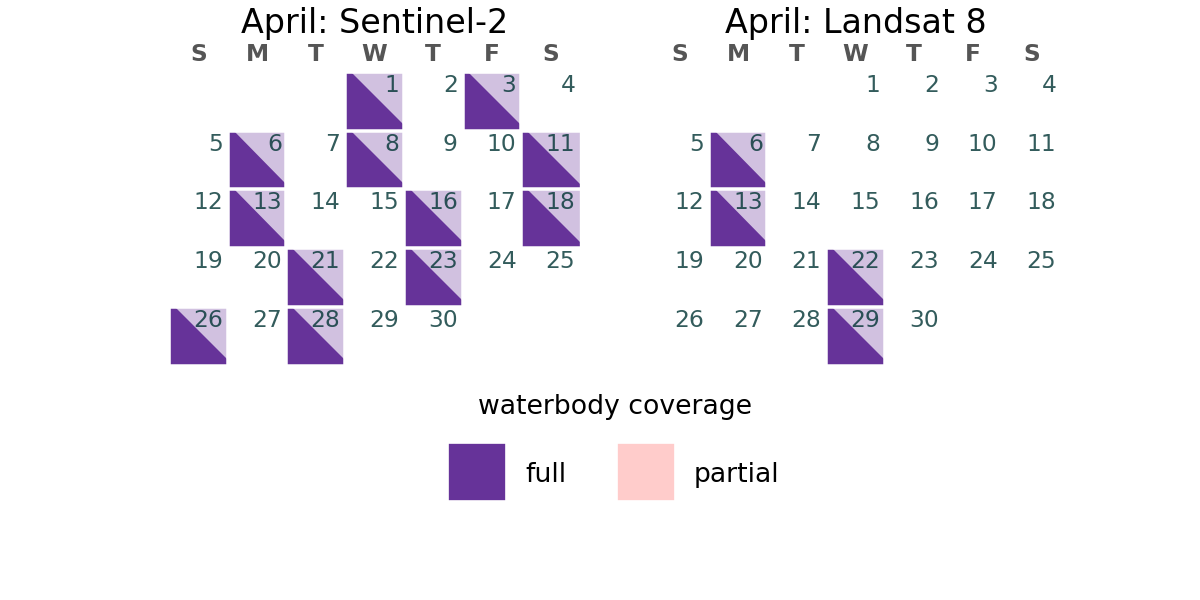 April: Sentinel-2
S M T W T F S
1 2 3 4
5 6 7 8 9 10 11
12 13 14 15 16 17 18
19 20 21 22 23 24 25
26 27 28 29 30
April: Landsat 8
S M T W T F S
1 2 3 4
5 6 7 8 9 10 11
12 13 14 15 16 17 18
19 20 21 22 23 24 25
26 27 28 29 30
waterbody coverage
full partial